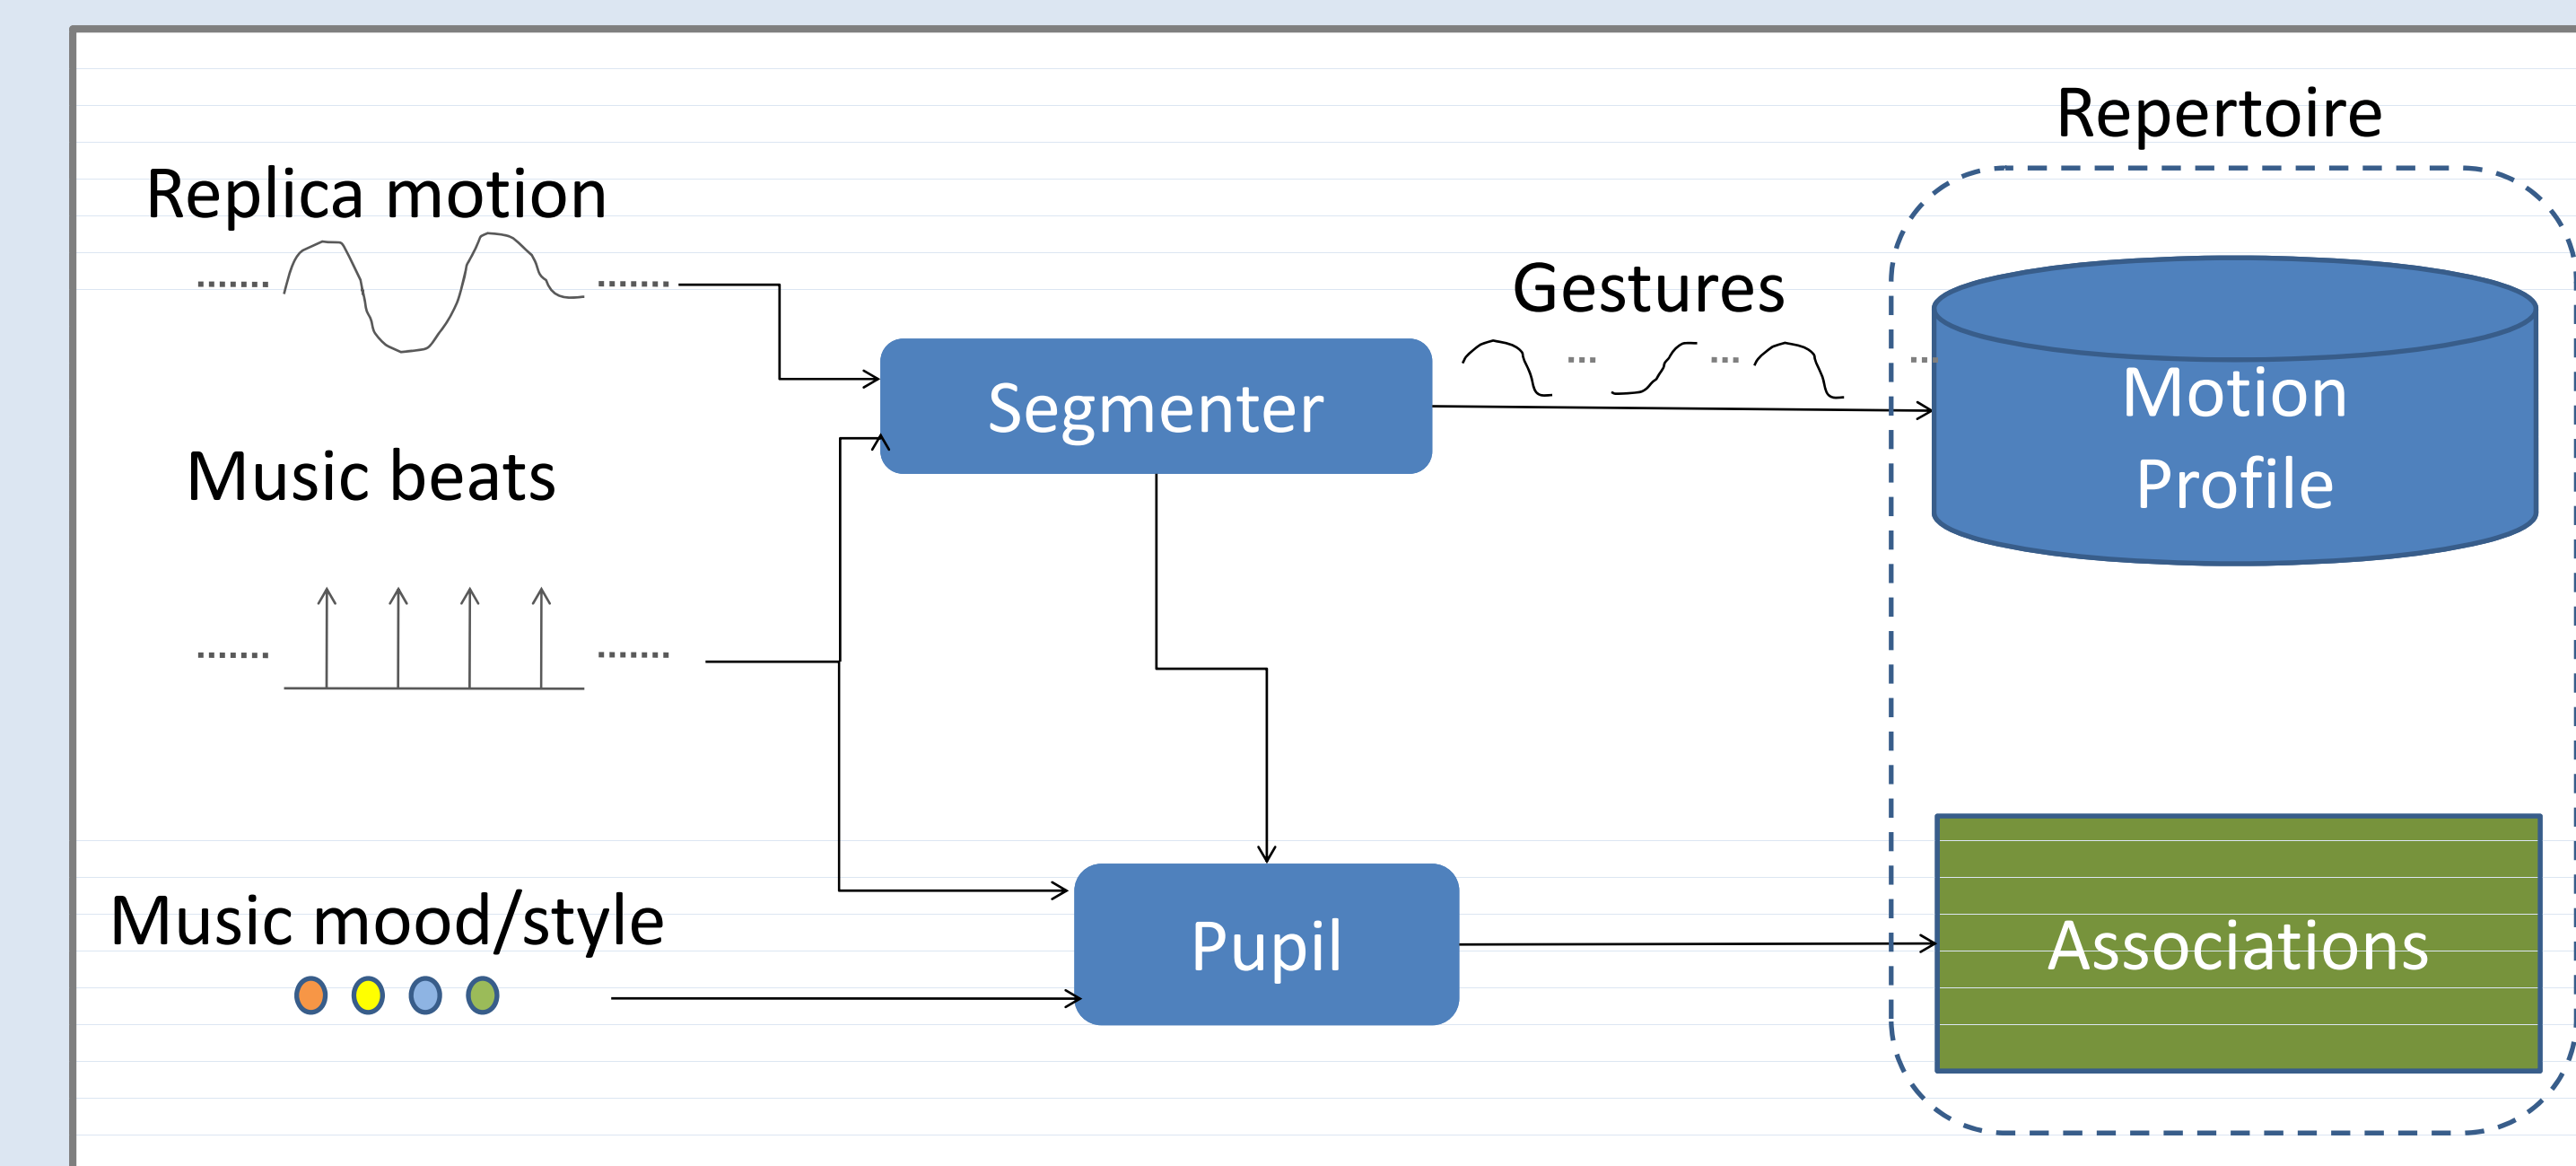 Repertoire
Replica motion
Gestures
Segmenter
Motion
Profile
Music beats
Music mood/style
Pupil
Associations